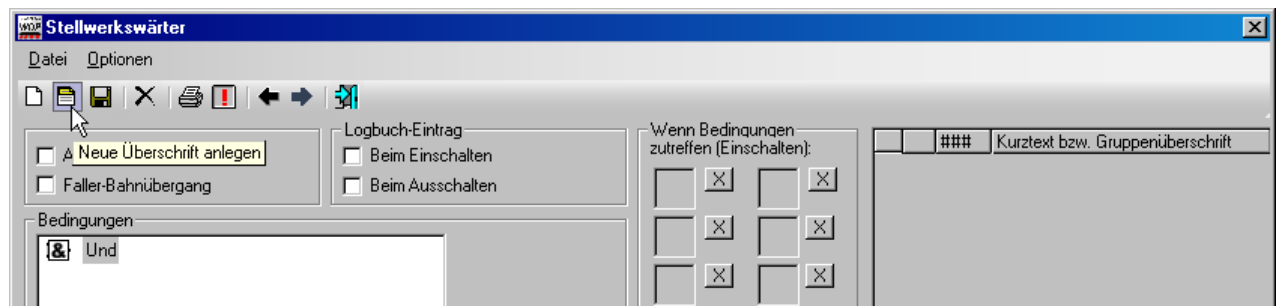 Stellwerkswärter
Datei Optionen
Neue Überschrift anlegen
Faller-Bahnübergang
Logbuch-Eintrag
Beim Einschalten
Beim Ausschalten
Bedingungen
& Und
Wenn Bedingungen
zutreffen (Einschalten):
X X
X X
X X
### Kurztext bzw. Gruppenüberschrift